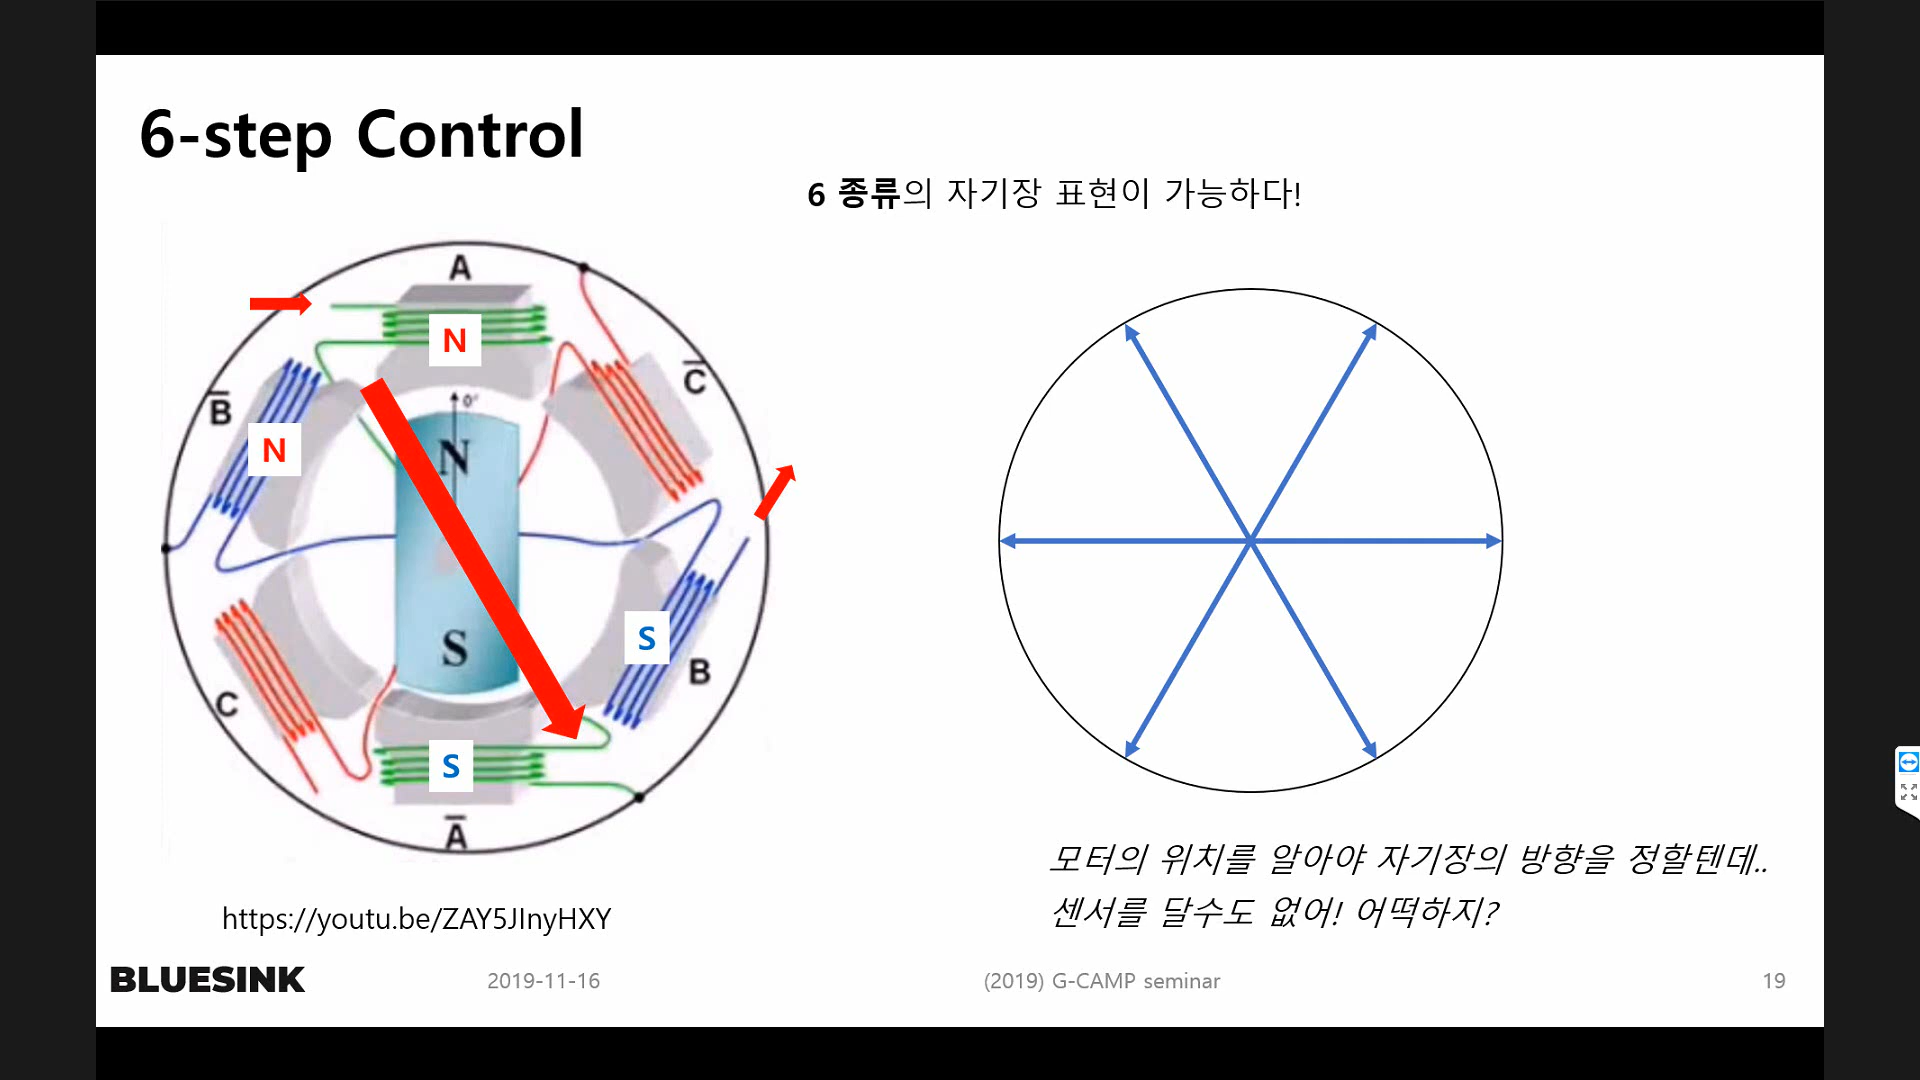 6-step Control
6 종류의 자기장 표현이 가능하다!
A
N
C̅
0°
B̅
N
N
S
S
B
C
S
A̅
모터의 위치를 알아야 자기장의 방향을 정할텐데..
센서를 달수도 없어! 어떡하지?
https://youtu.be/ZAY5JInyHXY
BLUESINK
2019-11-16
(2019) G-CAMP seminar
19